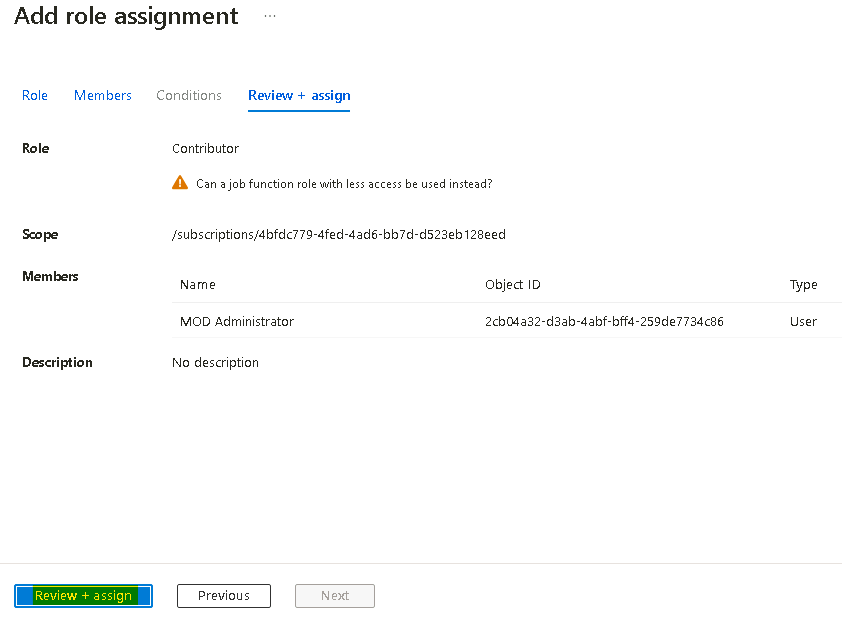 Add role assignment ...
Role Members Conditions Review + assign
Role Contributor
Can a job function role with less access be used instead?
Scope /subscriptions/4bfdc779-4fed-4ad6-bb7d-d523eb128eed
Members Name Object ID Type
MOD Administrator 2cb04a32-d3ab-4abf-bff4-259de7734c86 User
Description No description
Review + assign Previous Next